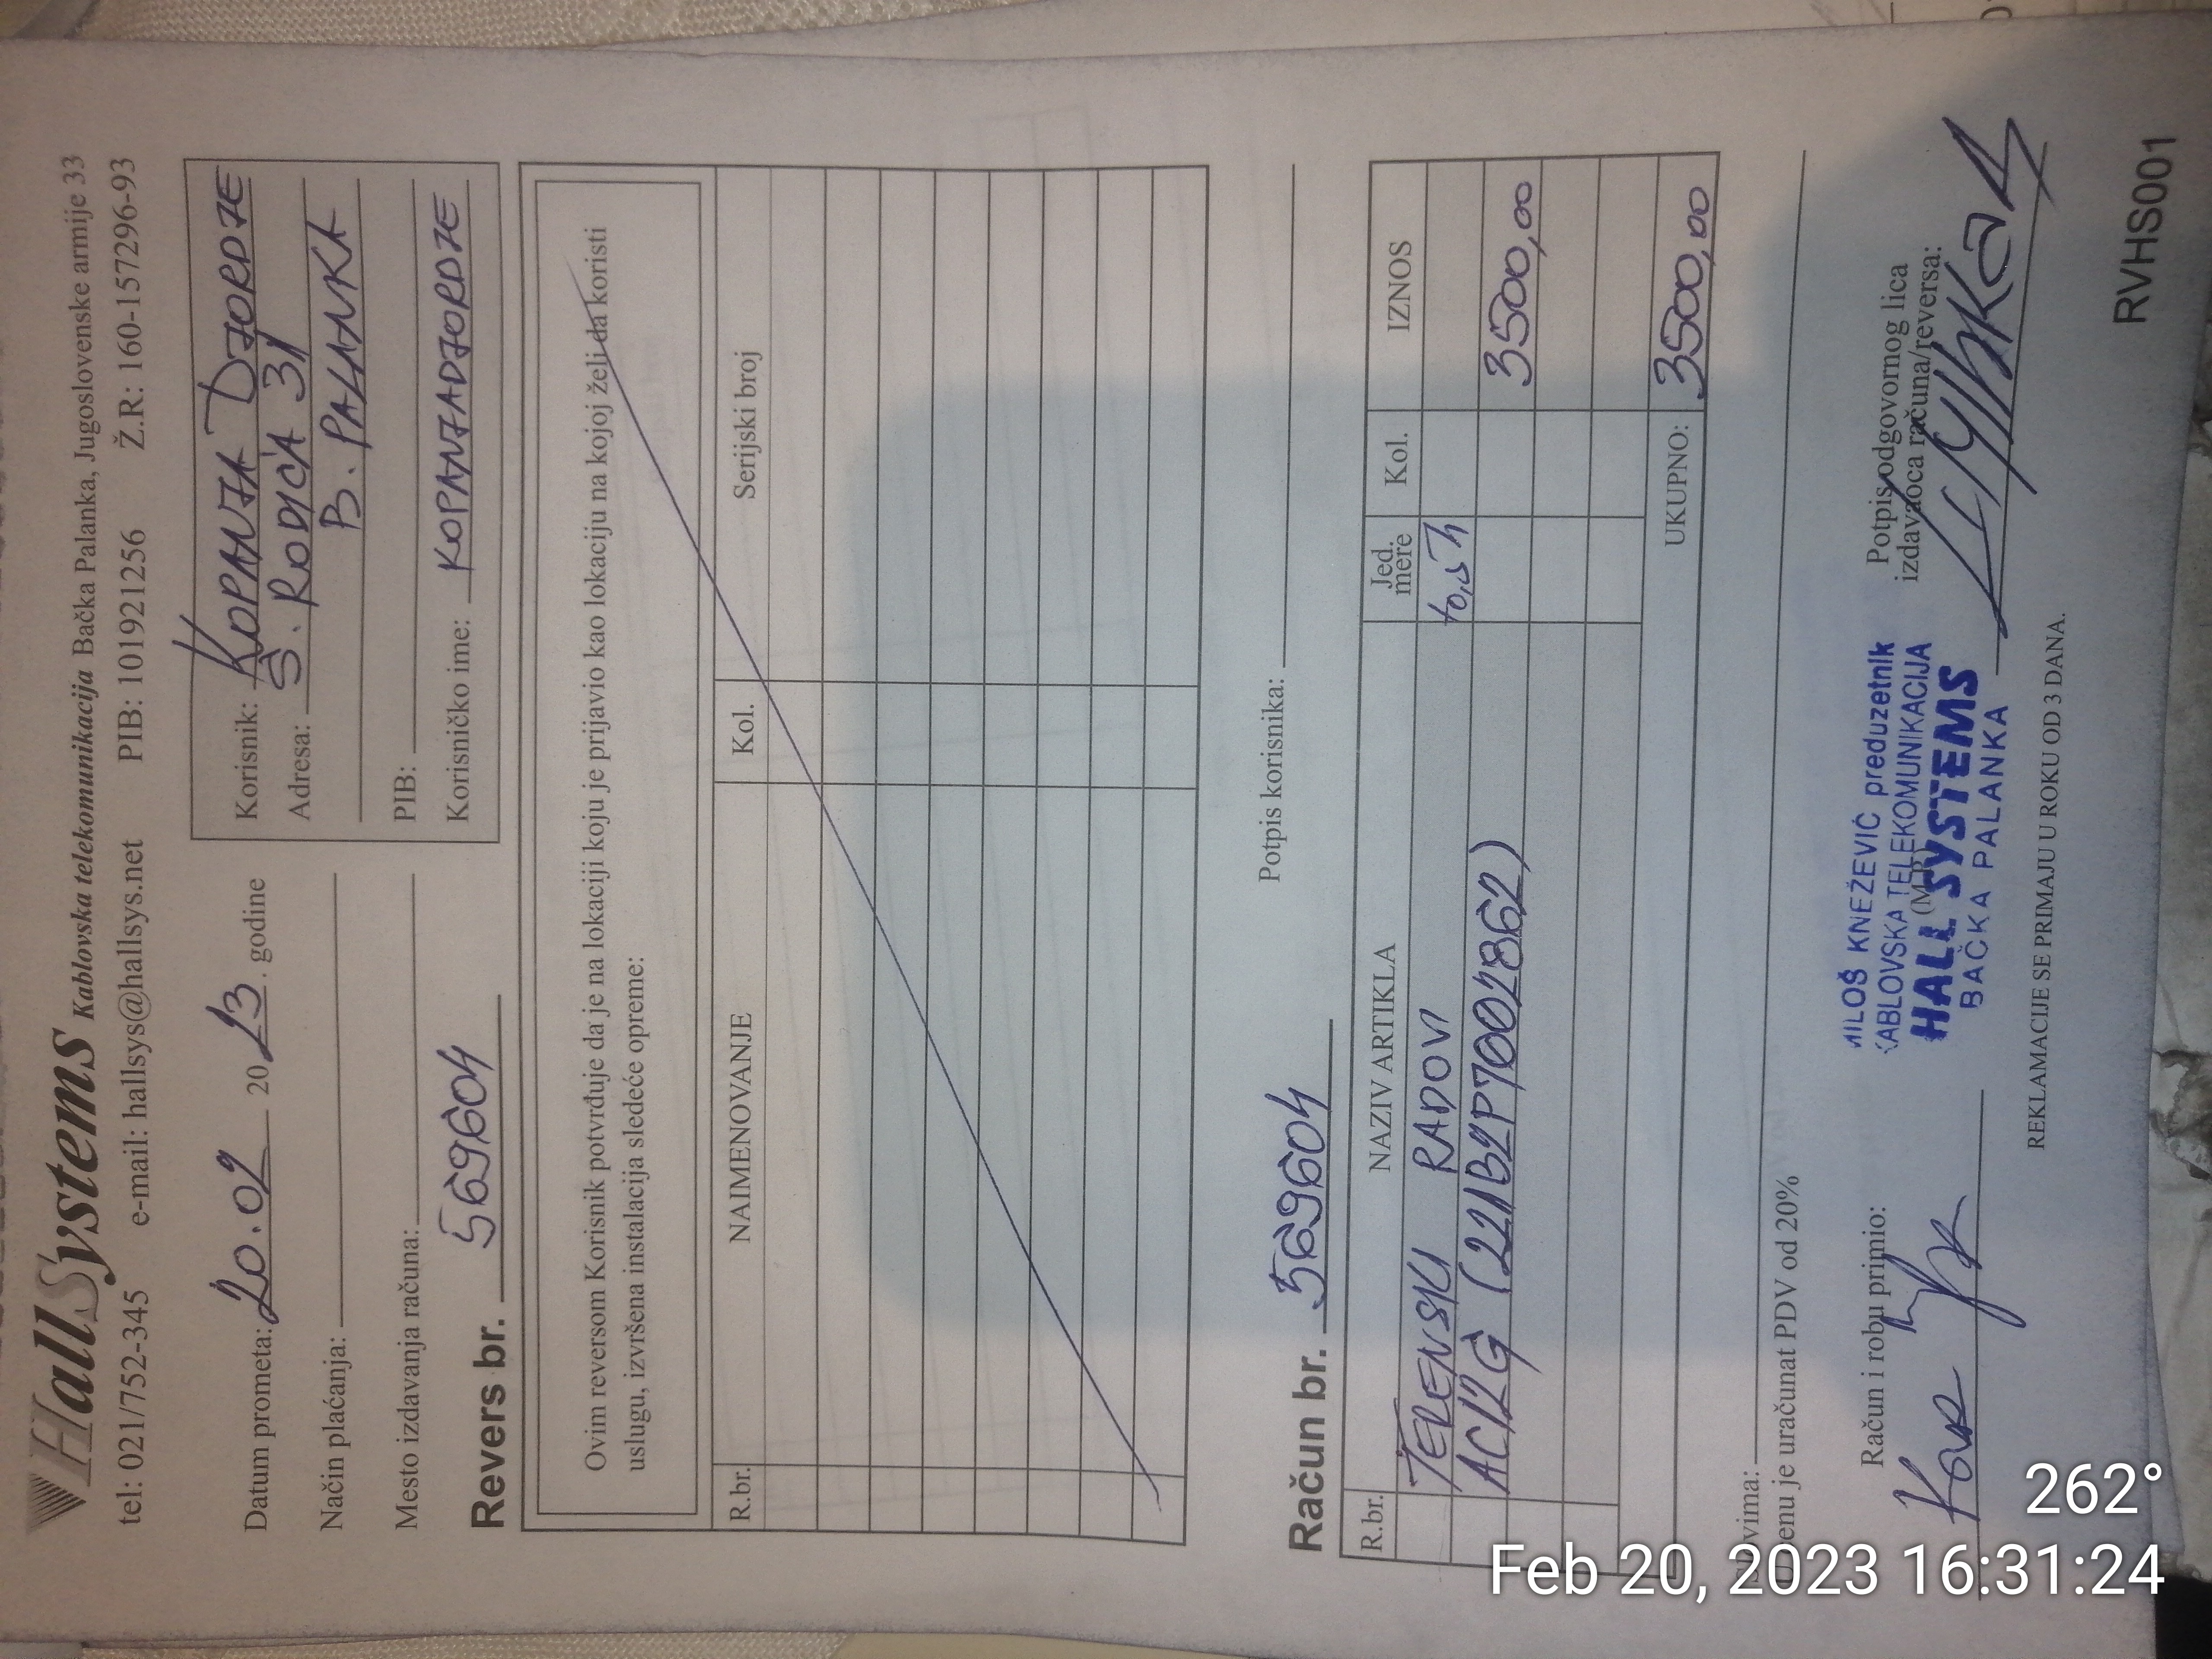 HallSystems Kablovska telekomunikacija Bačka Palanka, Jugoslovenske armije 33
tel: 021/752-345 e-mail: hallsys@hallsys.net PIB: 101921256 Ž.R.: 160-157296-93
Datum prometa: 20.02 2023. godine
Način plaćanja:
Mesto izdavanja računa:
Revers br. 569604
Korisnik: KOPANJA DJORDJE
Adresa: S. RODIĆA 31
B. PALANKA
PIB:
Korisničko ime: KOPANJADJORDJE
Ovim reversom Korisnik potvrđuje da je na lokaciji koju je prijavio kao lokaciju na kojoj želi da koristi
uslugu, izvršena instalacija sledeće opreme:
R.br. NAIMENOVANJE Kol. Serijski broj
Potpis korisnika:
Račun br. 569604
R.br. NAZIV ARTIKLA Jed. mere Kol. IZNOS
TERENSKI RADOVI 10,5h
AC12G (221B2P7002862) 3500,00
UKUPNO: 3500,00
U cenu je uračunat PDV od 20%
Račun i robu primio:
MILOŠ KNEŽEVIĆ preduzetnik
KABLOVSKA TELEKOMUNIKACIJA
(M.P.)
HALL SYSTEMS
BAČKA PALANKA
Potpis odgovornog lica
izdavaoca računa/reversa:
REKLAMACIJE SE PRIMAJU U ROKU OD 3 DANA.
RVHS001
262°
Feb 20, 2023 16:31:24